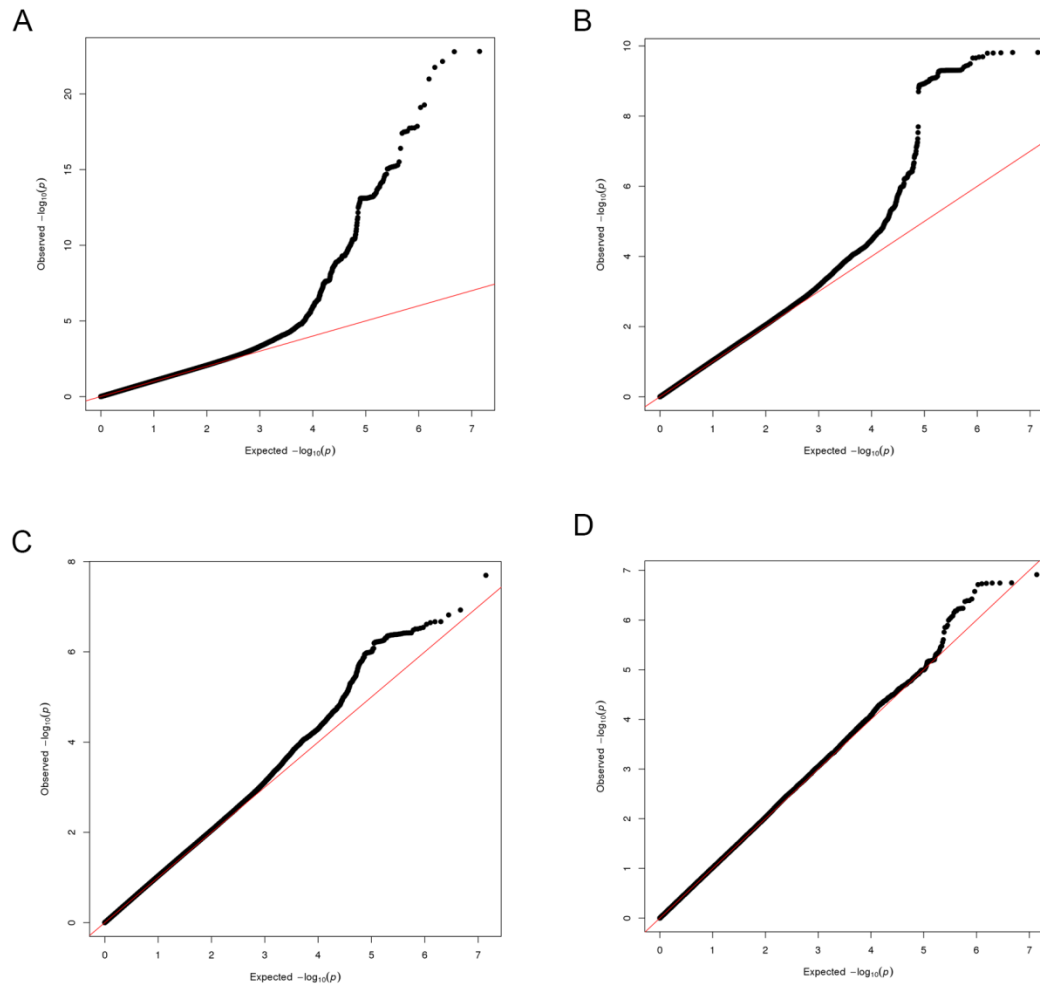 A
Observed −log10(p)
0 5 10 15 20
0 1 2 3 4 5 6 7
Expected −log10(p)
B
Observed −log10(p)
0 2 4 6 8 10
0 1 2 3 4 5 6 7
Expected −log10(p)
C
Observed −log10(p)
0 2 4 6 8
0 1 2 3 4 5 6 7
Expected −log10(p)
D
Observed −log10(p)
0 1 2 3 4 5 6 7
0 1 2 3 4 5 6 7
Expected −log10(p)